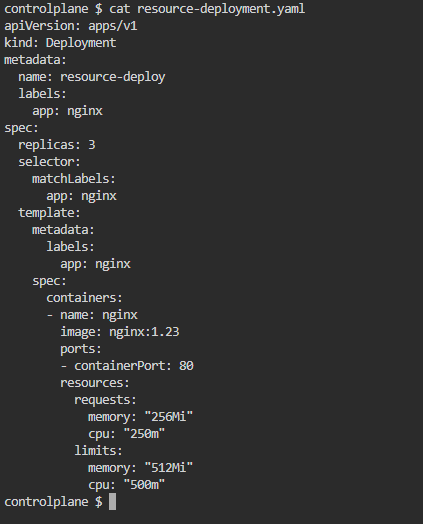 controlplane $ cat resource-deployment.yaml
apiVersion: apps/v1
kind: Deployment
metadata:
  name: resource-deploy
  labels:
    app: nginx
spec:
  replicas: 3
  selector:
    matchLabels:
      app: nginx
  template:
    metadata:
      labels:
        app: nginx
    spec:
      containers:
      - name: nginx
        image: nginx:1.23
        ports:
        - containerPort: 80
        resources:
          requests:
            memory: "256Mi"
            cpu: "250m"
          limits:
            memory: "512Mi"
            cpu: "500m"
controlplane $